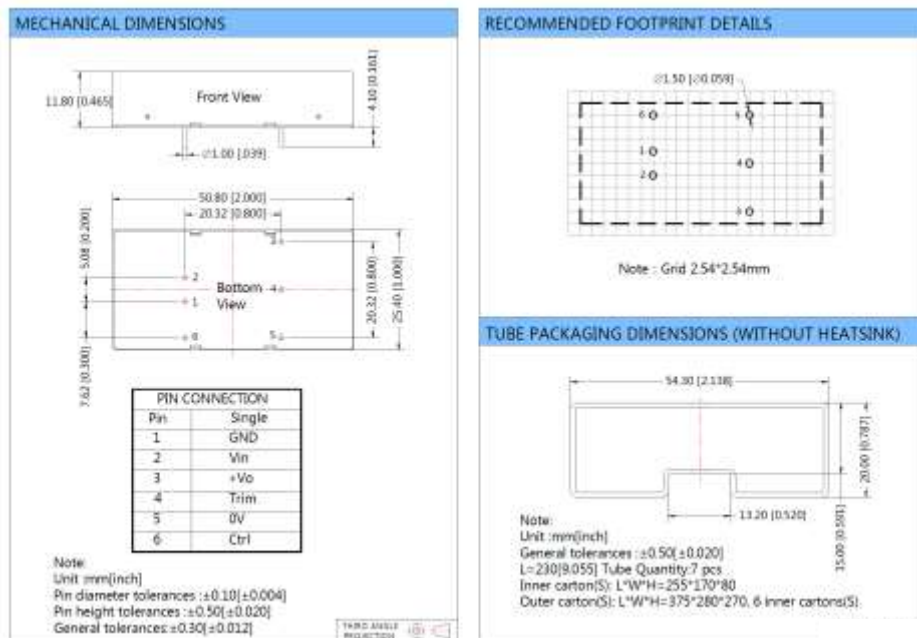 MECHANICAL DIMENSIONS
11.80 [0.465]
Front View
4.10 [0.161]
∅1.00 [.039]
50.80 [2.000]
20.32 [0.800]
5.08 [0.200]
7.62 [0.300]
3
2
Bottom
View
4
1
6
5
20.32 [0.800]
25.40 [1.000]
PIN CONNECTION
Pin Single
1 GND
2 Vin
3 +Vo
4 Trim
5 0V
6 Ctrl
Note:
Unit :mm[inch]
Pin diameter tolerances :±0.10[±0.004]
Pin height tolerances :±0.50[±0.020]
General tolerances:±0.30[±0.012]
THIRD ANGLE
PROJECTION
RECOMMENDED FOOTPRINT DETAILS
∅1.50 [∅0.059]
6
5
1
4
2
3
Note : Grid 2.54*2.54mm
TUBE PACKAGING DIMENSIONS (WITHOUT HEATSINK)
54.30 [2.138]
20.00 [0.787]
15.00 [0.591]
13.20 [0.520]
Note:
Unit :mm[inch]
General tolerances :±0.50[±0.020]
L=230[9.055] Tube Quantity:7 pcs
Inner carton(S): L*W*H=255*170*80
Outer carton(S): L*W*H=375*280*270, 6 inner cartons(S)